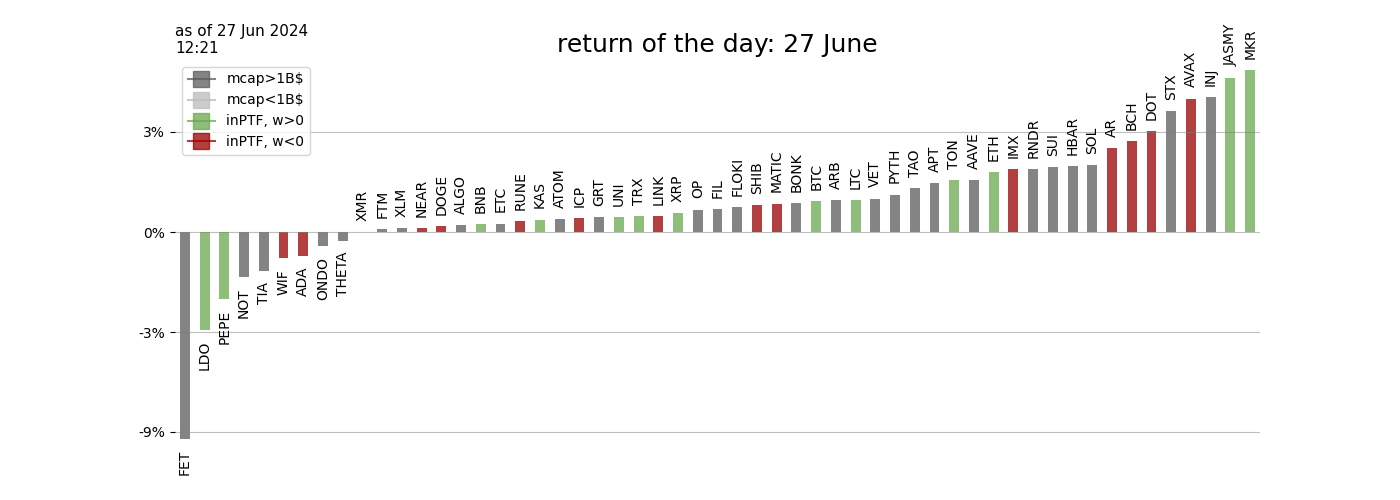 as of 27 Jun 2024
12:21
return of the day: 27 June
mcap>1B$
mcap<1B$
inPTF, w>0
inPTF, w<0
3%
0%
-3%
-9%
FET
LDO
PEPE
NOT
TIA
WIF
ADA
ONDO
THETA
XMR
FTM
XLM
NEAR
DOGE
ALGO
BNB
ETC
RUNE
KAS
ATOM
ICP
GRT
UNI
TRX
LINK
XRP
OP
FIL
FLOKI
SHIB
MATIC
BONK
BTC
ARB
LTC
VET
PYTH
TAO
APT
TON
AAVE
ETH
IMX
RNDR
SUI
HBAR
SOL
AR
BCH
DOT
STX
AVAX
INJ
JASMY
MKR